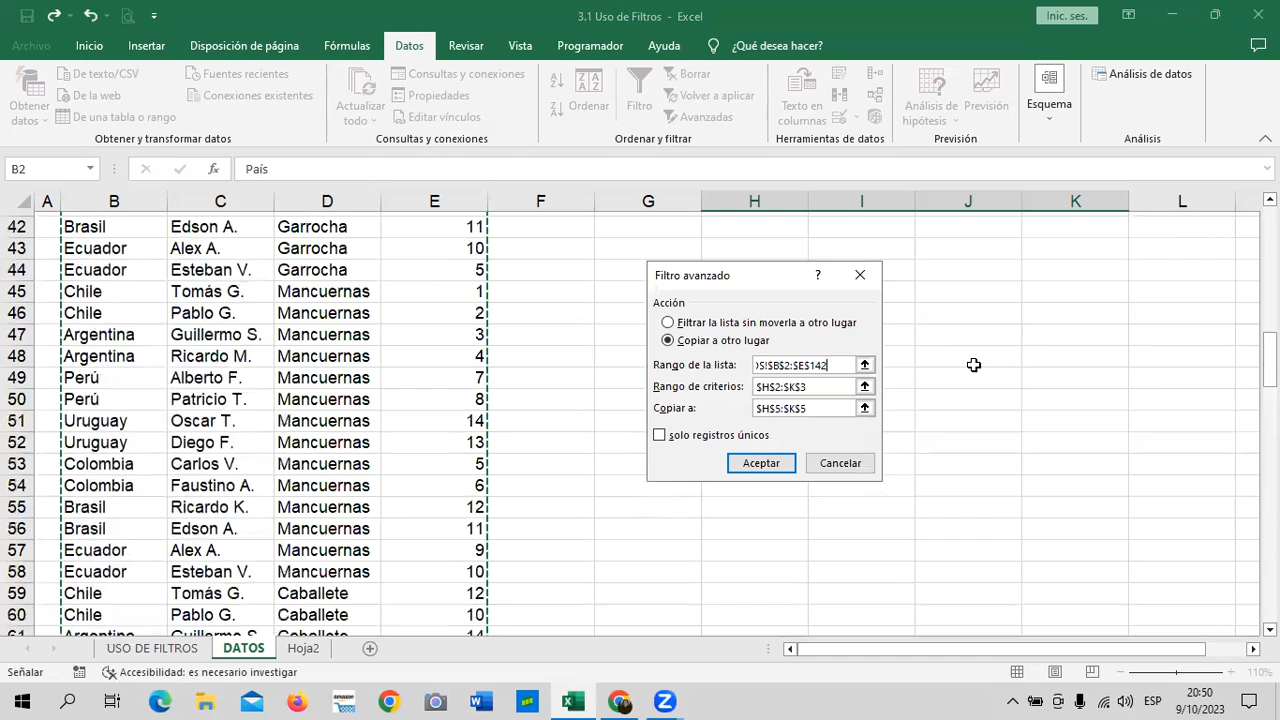 3.1 Uso de Filtros - Excel
Inic. ses.
Archivo Inicio Insertar Disposición de página Fórmulas Datos Revisar Vista Programador Ayuda ¿Qué desea hacer?
Obtener datos
De texto/CSV
De la web
De una tabla o rango
Fuentes recientes
Conexiones existentes
Obtener y transformar datos
Actualizar todo
Consultas y conexiones
Propiedades
Editar vínculos
Consultas y conexiones
Ordenar
Filtro
Borrar
Volver a aplicar
Avanzadas
Ordenar y filtrar
Texto en columnas
Herramientas de datos
Análisis de hipótesis
Previsión
Previsión
Esquema
Análisis de datos
Análisis
B2 fx País
A B C D E F G H I J K L
42 Brasil Edson A. Garrocha 11
43 Ecuador Alex A. Garrocha 10
44 Ecuador Esteban V. Garrocha 5
45 Chile Tomás G. Mancuernas 1
46 Chile Pablo G. Mancuernas 2
47 Argentina Guillermo S. Mancuernas 3
48 Argentina Ricardo M. Mancuernas 4
49 Perú Alberto F. Mancuernas 7
50 Perú Patricio T. Mancuernas 8
51 Uruguay Oscar T. Mancuernas 14
52 Uruguay Diego F. Mancuernas 13
53 Colombia Carlos V. Mancuernas 5
54 Colombia Faustino A. Mancuernas 6
55 Brasil Ricardo K. Mancuernas 12
56 Brasil Edson A. Mancuernas 11
57 Ecuador Alex A. Mancuernas 9
58 Ecuador Esteban V. Mancuernas 10
59 Chile Tomás G. Caballete 12
60 Chile Pablo G. Caballete 10
61 Argentina Guillermo S. Caballete 14
Filtro avanzado ?
Acción
Filtrar la lista sin moverla a otro lugar
Copiar a otro lugar
Rango de la lista: S!$B$2:$E$142
Rango de criterios: $H$2:$K$3
Copiar a: $H$5:$K$5
Solo registros únicos
Aceptar Cancelar
USO DE FILTROS DATOS Hoja2
Señalar Accesibilidad: es necesario investigar 110%
ESP
20:50
9/10/2023